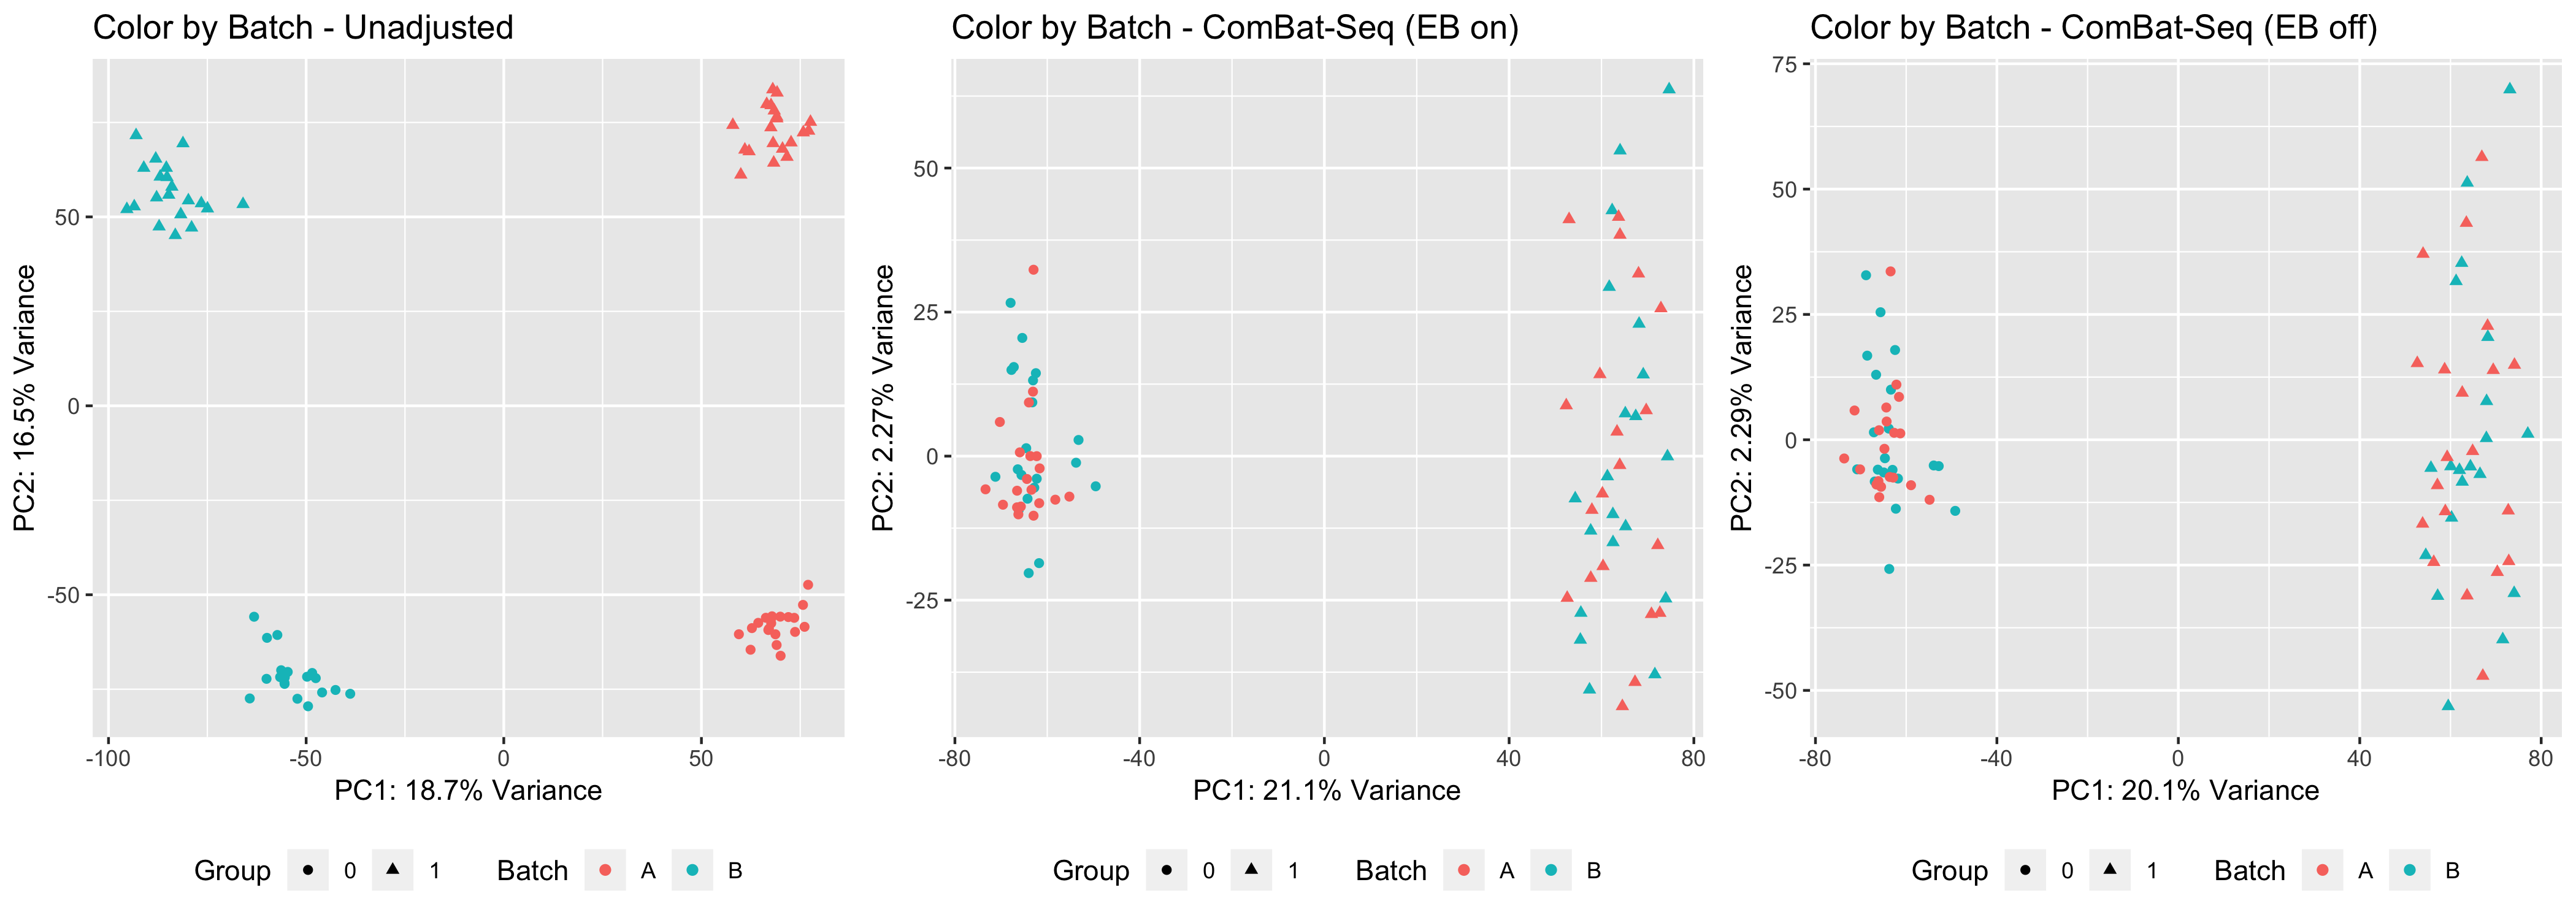 Color by Batch - Unadjusted
PC2: 16.5% Variance
50
0
-50
-100
-50
0
50
PC1: 18.7% Variance
Group 0 1 Batch A B
Color by Batch - ComBat-Seq (EB on)
PC2: 2.27% Variance
50
25
0
-25
-80
-40
0
40
80
PC1: 21.1% Variance
Group 0 1 Batch A B
Color by Batch - ComBat-Seq (EB off)
PC2: 2.29% Variance
75
50
25
0
-25
-50
-80
-40
0
40
80
PC1: 20.1% Variance
Group 0 1 Batch A B